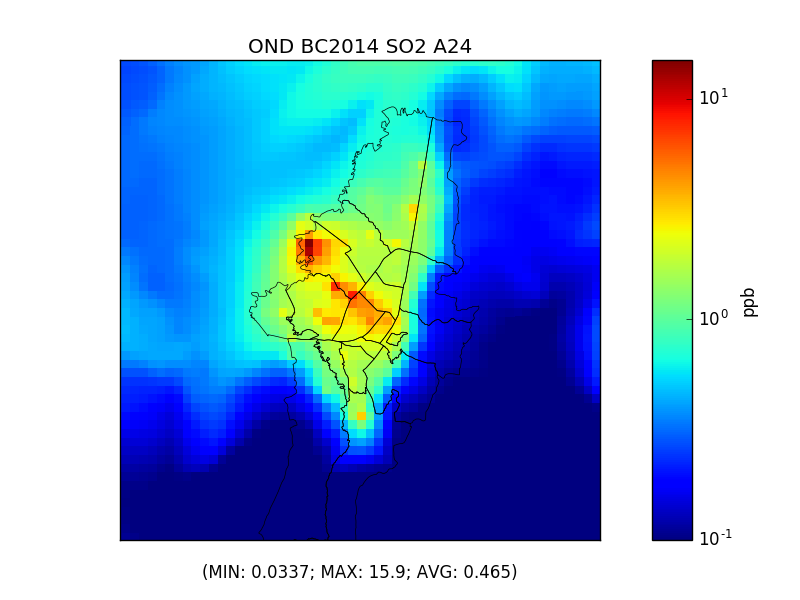 OND BC2014 SO2 A24
10^1
10^0
ppb
10^-1
(MIN: 0.0337; MAX: 15.9; AVG: 0.465)